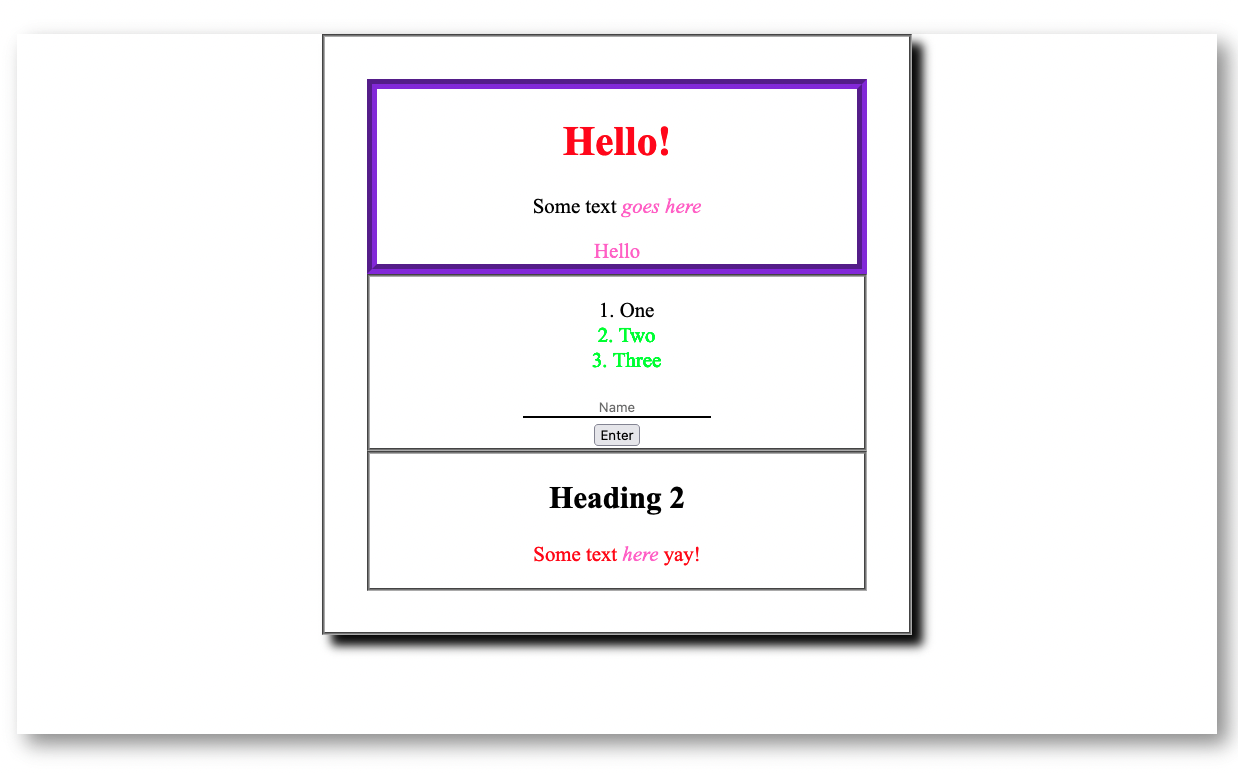 Hello!
Some text goes here
Hello
1. One
2. Two
3. Three
Name
Enter
Heading 2
Some text here yay!